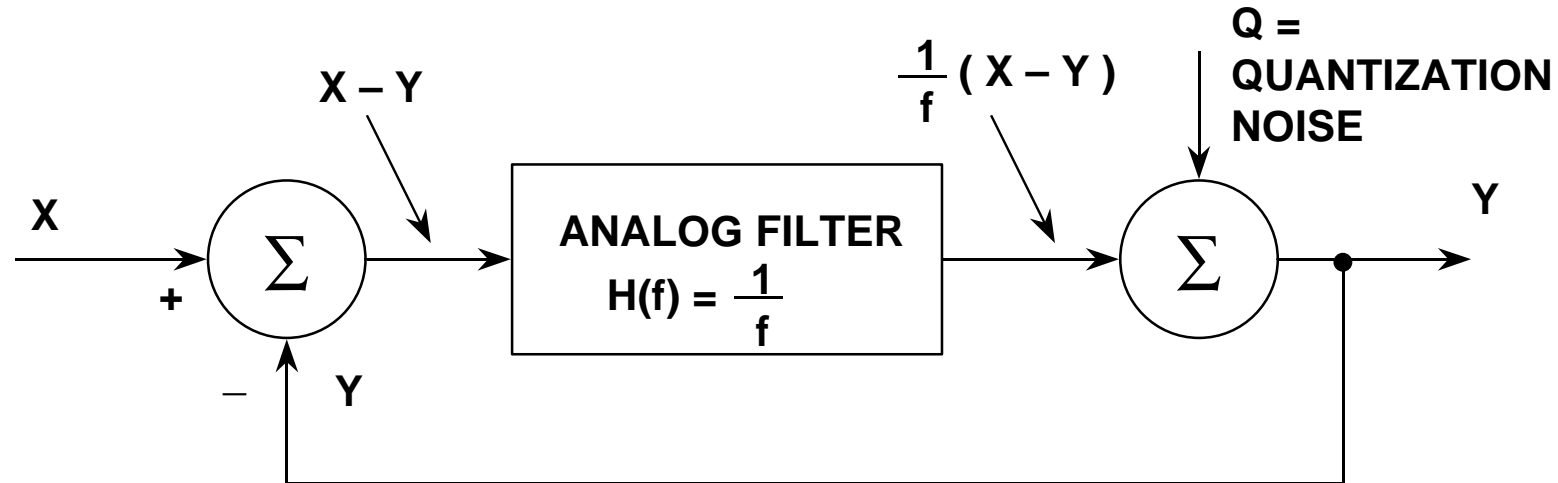 Q =
QUANTIZATION
NOISE
X – Y
1
f
( X – Y )
X
+
Σ
ANALOG FILTER
H(f) = 1
f
Σ
Y
–
Y